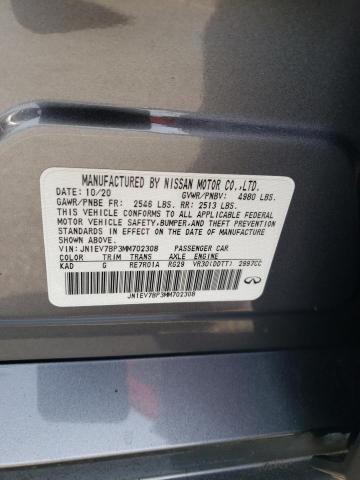 MANUFACTURED BY NISSAN MOTOR CO.,LTD.
DATE: 10/20 GVWR/PNBV: 4980 LBS.
GAWR/PNBE FR: 2546 LBS. RR: 2513 LBS.
THIS VEHICLE CONFORMS TO ALL APPLICABLE FEDERAL
MOTOR VEHICLE SAFETY,BUMPER,AND THEFT PREVENTION
STANDARDS IN EFFECT ON THE DATE OF MANUFACTURE
SHOWN ABOVE.
VIN: JN1EV7BP3MM702308 PASSENGER CAR
COLOR TRIM TRANS AXLE ENGINE
KAD G RE7R01A RG29 VR30(DDTT) 2997CC
JN1EV7BP3MM702308